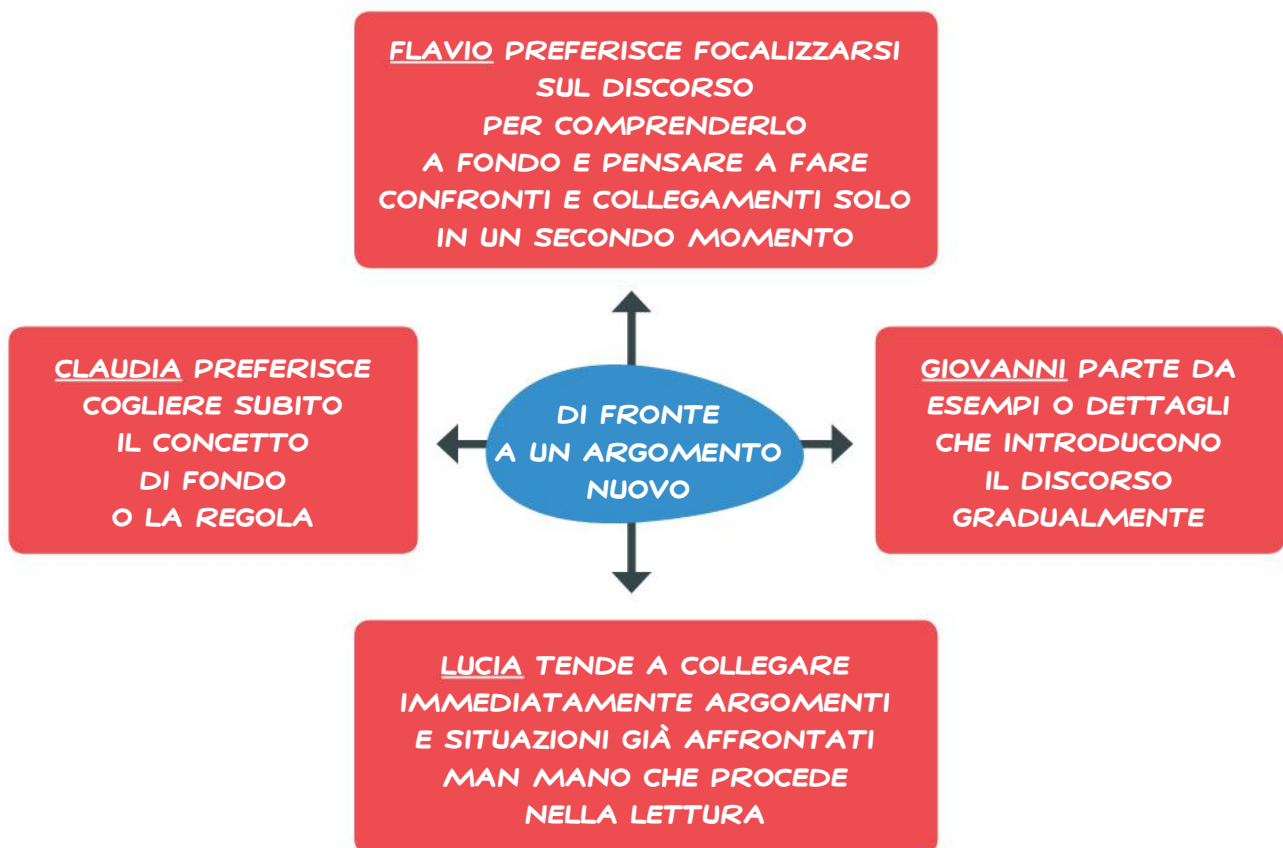 FLAVIO PREFERISCE FOCALIZZARSI
SUL DISCORSO
PER COMPRENDERLO
A FONDO E PENSARE A FARE
CONFRONTI E COLLEGAMENTI SOLO
IN UN SECONDO MOMENTO
CLAUDIA PREFERISCE
COGLIERE SUBITO
IL CONCETTO
DI FONDO
O LA REGOLA
DI FRONTE
A UN ARGOMENTO
NUOVO
GIOVANNI PARTE DA
ESEMPI O DETTAGLI
CHE INTRODUCONO
IL DISCORSO
GRADUALMENTE
LUCIA TENDE A COLLEGARE
IMMEDIATAMENTE ARGOMENTI
E SITUAZIONI GIÀ AFFRONTATI
MAN MANO CHE PROCEDE
NELLA LETTURA